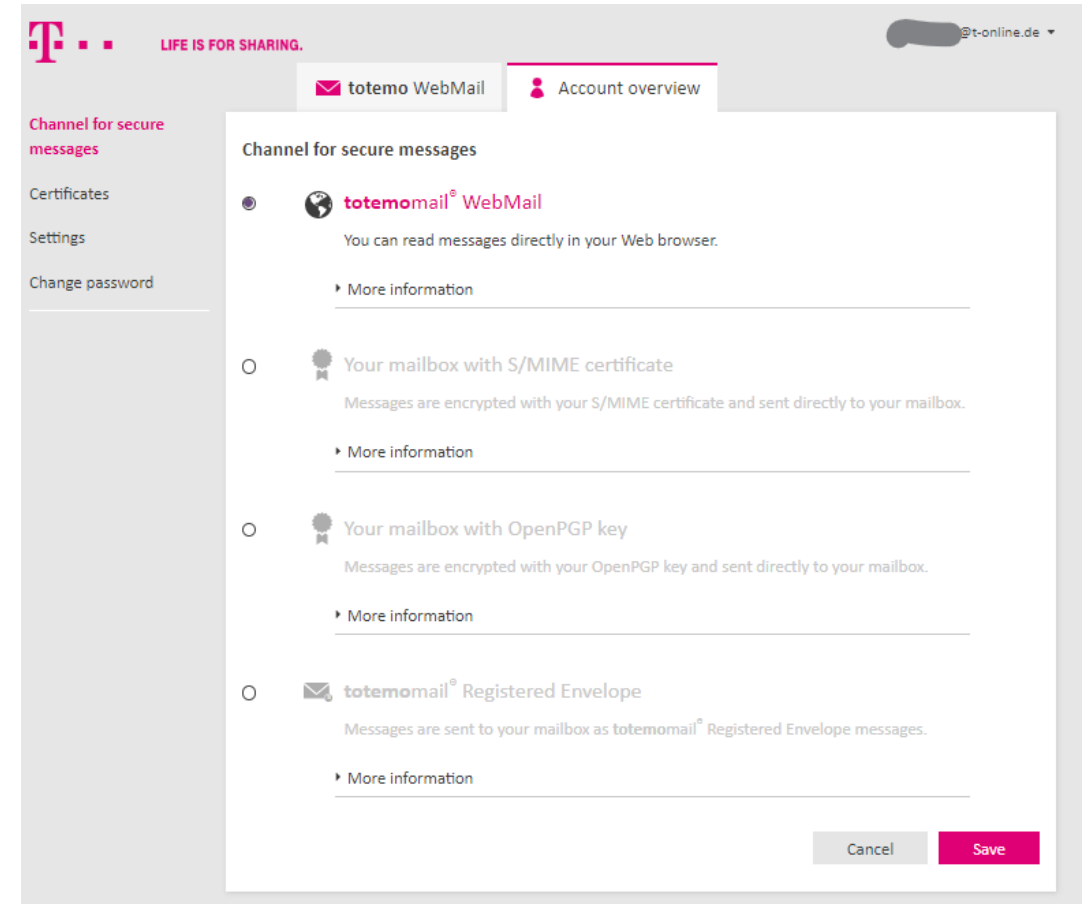 T
LIFE IS FOR SHARING.
@t-online.de
totemo WebMail
Account overview
Channel for secure
messages
Certificates
Settings
Change password
Channel for secure messages
totemomail® WebMail
You can read messages directly in your Web browser.
More information
Your mailbox with S/MIME certificate
Messages are encrypted with your S/MIME certificate and sent directly to your mailbox.
More information
Your mailbox with OpenPGP key
Messages are encrypted with your OpenPGP key and sent directly to your mailbox.
More information
totemomail® Registered Envelope
Messages are sent to your mailbox as totemomail® Registered Envelope messages.
More information
Cancel
Save